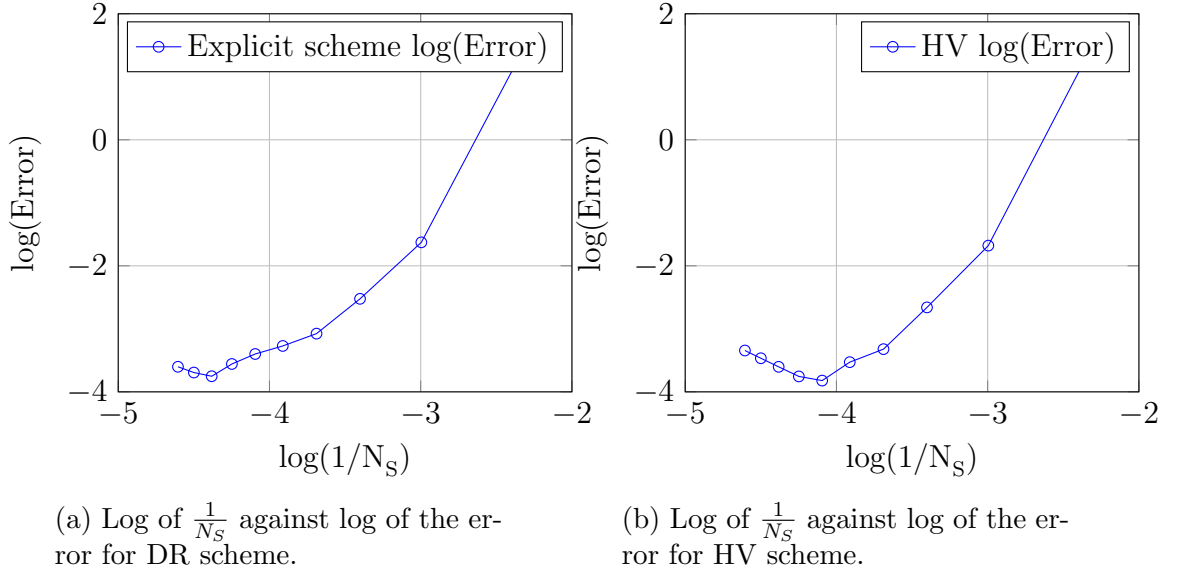 Explicit scheme log(Error)
2
0
−2
−4
−5
−4
−3
−2
log(Error)
log(1/N_S)
(a) Log of \frac{1}{N_S} against log of the er-
ror for DR scheme.
HV log(Error)
2
0
−2
−4
−5
−4
−3
−2
log(Error)
log(1/N_S)
(b) Log of \frac{1}{N_S} against log of the er-
ror for HV scheme.